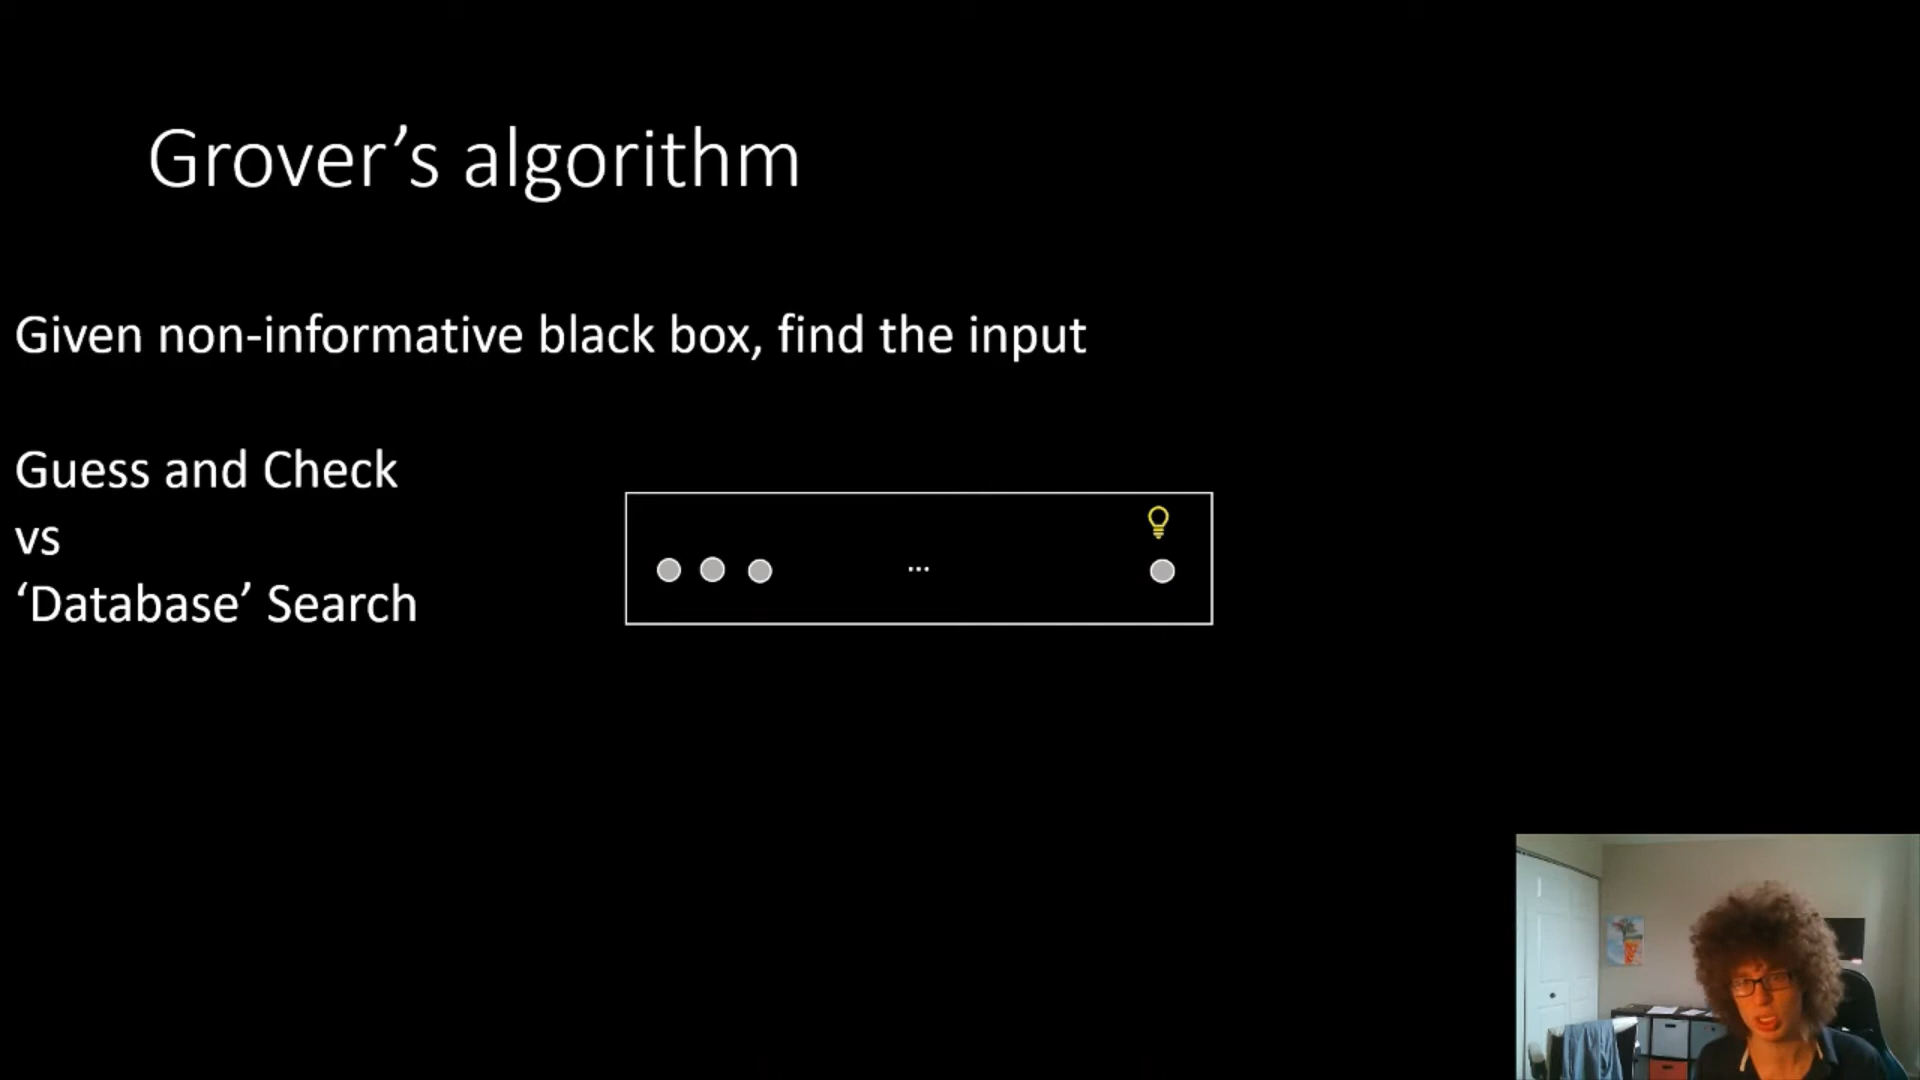 Grover’s algorithm
Given non-informative black box, find the input
Guess and Check
vs
‘Database’ Search
...